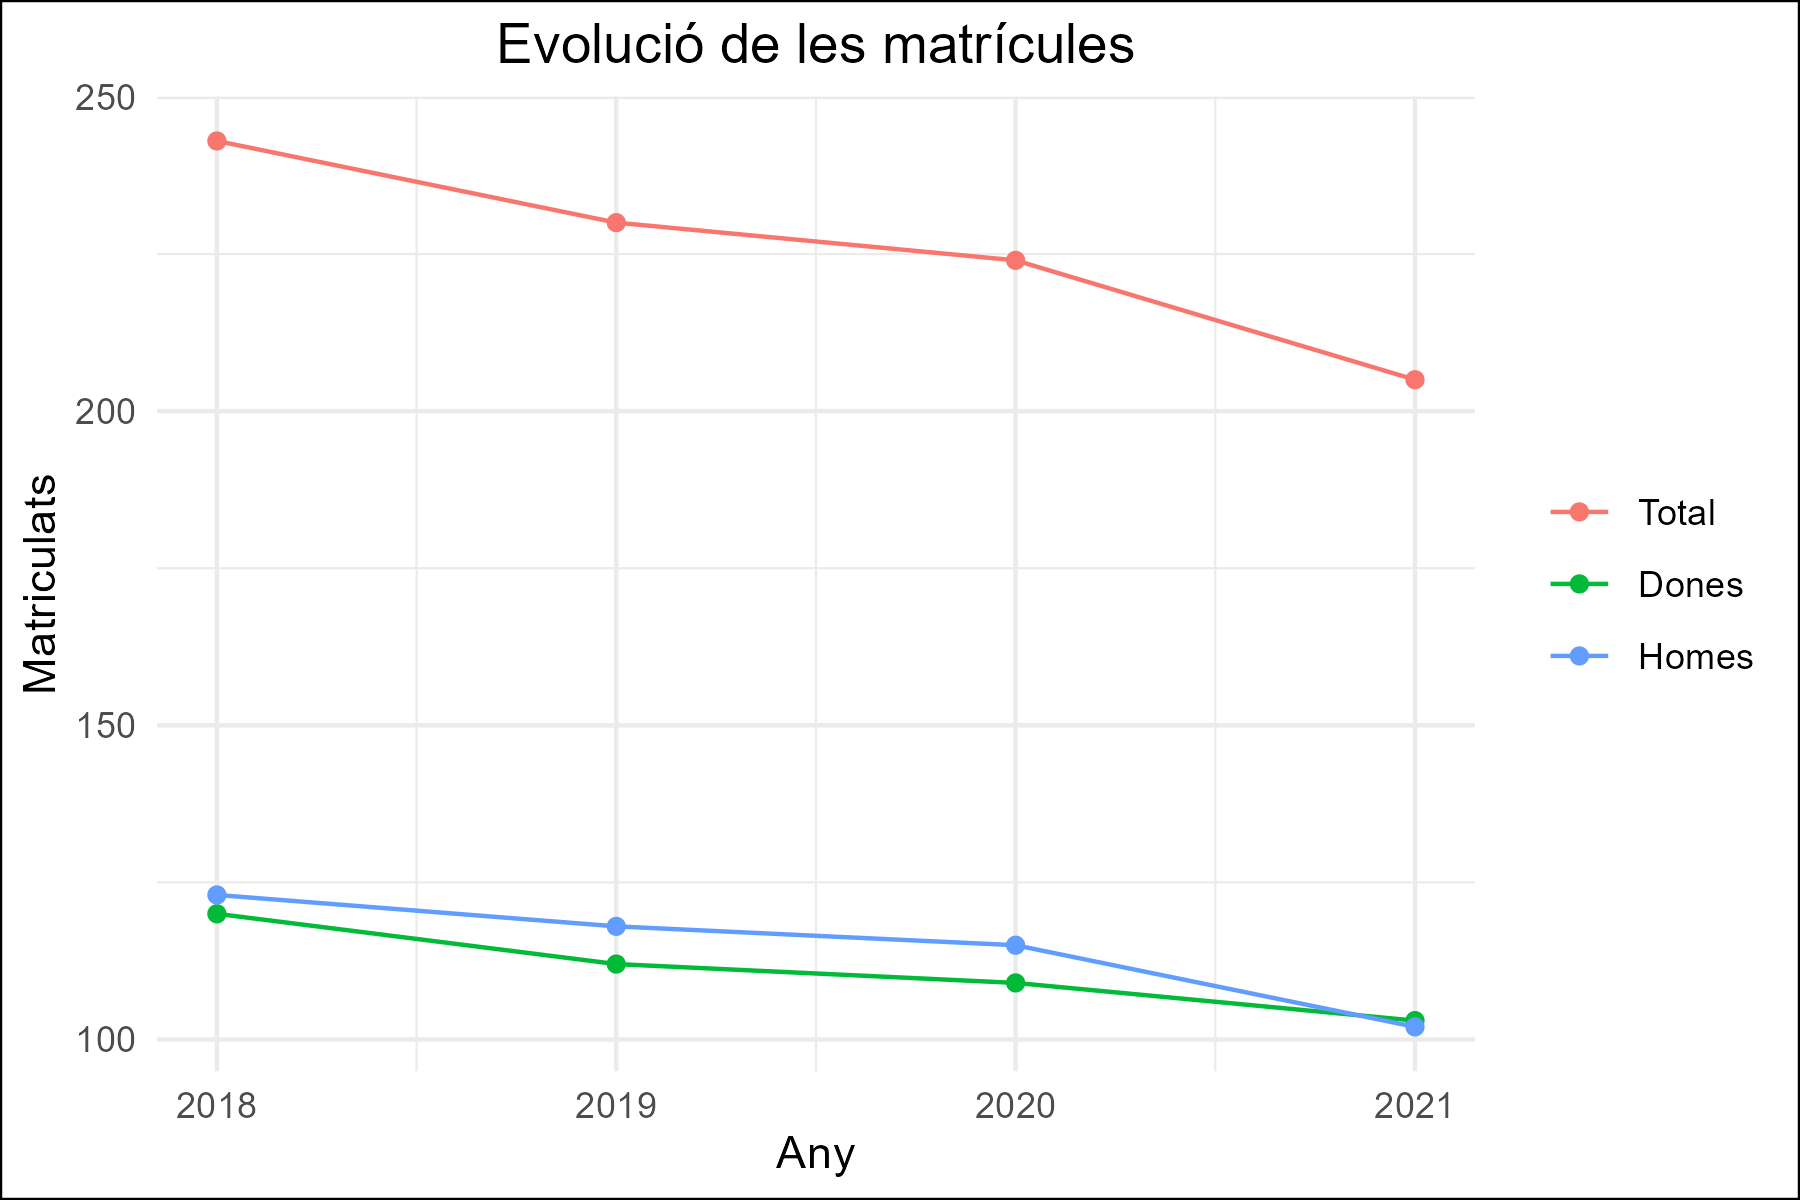 Evolució de les matrícules
250
200
150
100
Matriculats
2018 2019 2020 2021
Any
Total
Dones
Homes